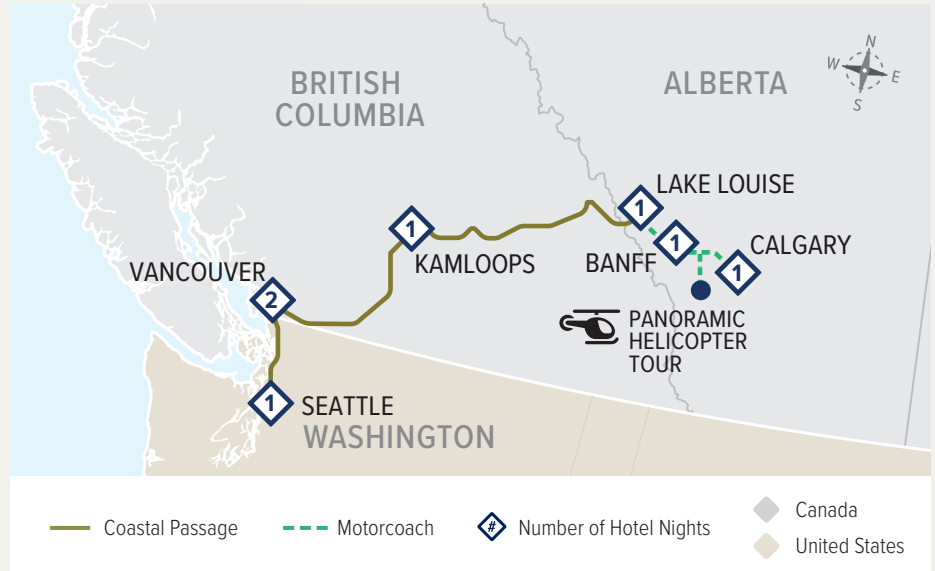 BRITISH
COLUMBIA
ALBERTA
N
W
E
S
LAKE LOUISE
1
1
KAMLOOPS
1
BANFF
CALGARY
1
VANCOUVER
2
PANORAMIC
HELICOPTER
TOUR
1
SEATTLE
WASHINGTON
Coastal Passage
Motorcoach
# Number of Hotel Nights
Canada
United States